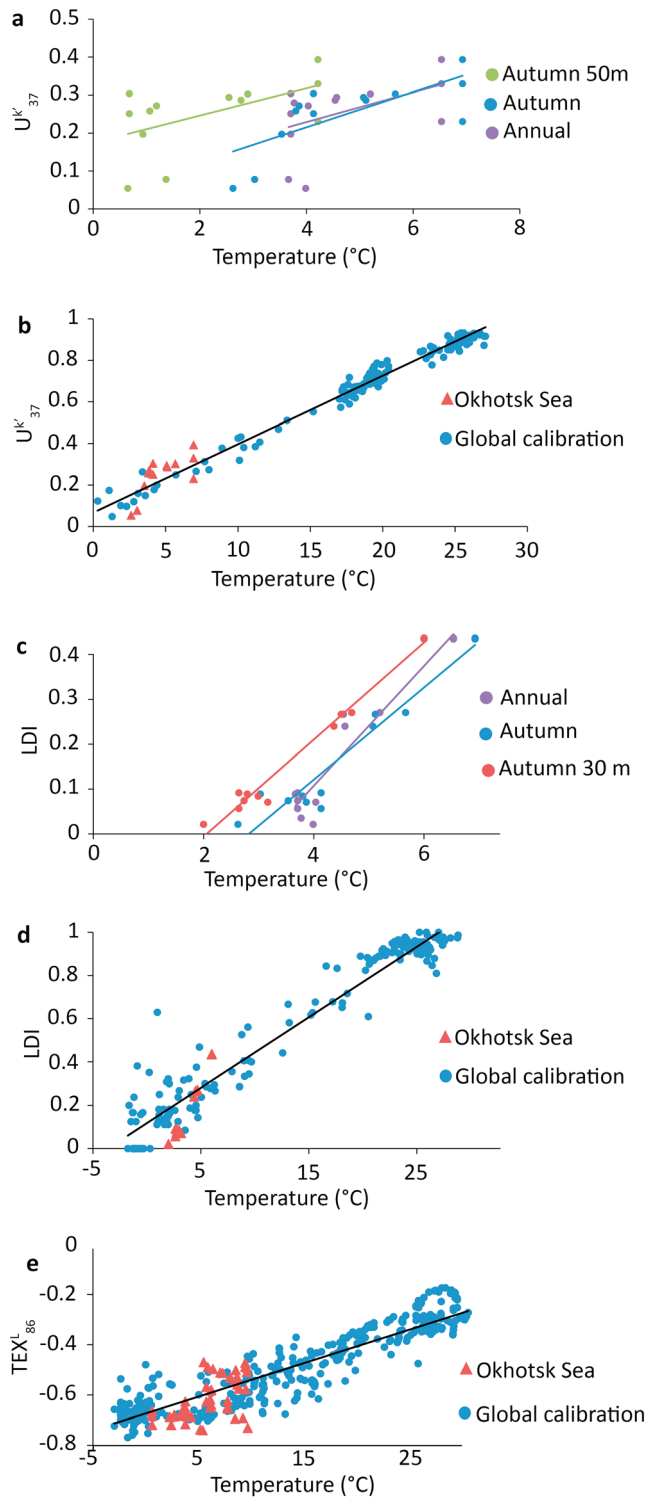 a
0.5
0.4
0.3
0.2
0.1
0
U^k'_37
Autumn 50m
Autumn
Annual
0 2 4 6 8
Temperature (°C)
b
1
0.8
0.6
0.4
0.2
0
U^k'_37
Okhotsk Sea
Global calibration
0 5 10 15 20 25 30
Temperature (°C)
c
0.4
0.3
0.2
0.1
0
LDI
Annual
Autumn
Autumn 30 m
0 2 4 6
Temperature (°C)
d
1
0.8
0.6
0.4
0.2
0
LDI
Okhotsk Sea
Global calibration
-5 5 15 25
Temperature (°C)
e
0
-0.2
-0.4
-0.6
-0.8
TEX^L_86
Okhotsk Sea
Global calibration
-5 5 15 25
Temperature (°C)